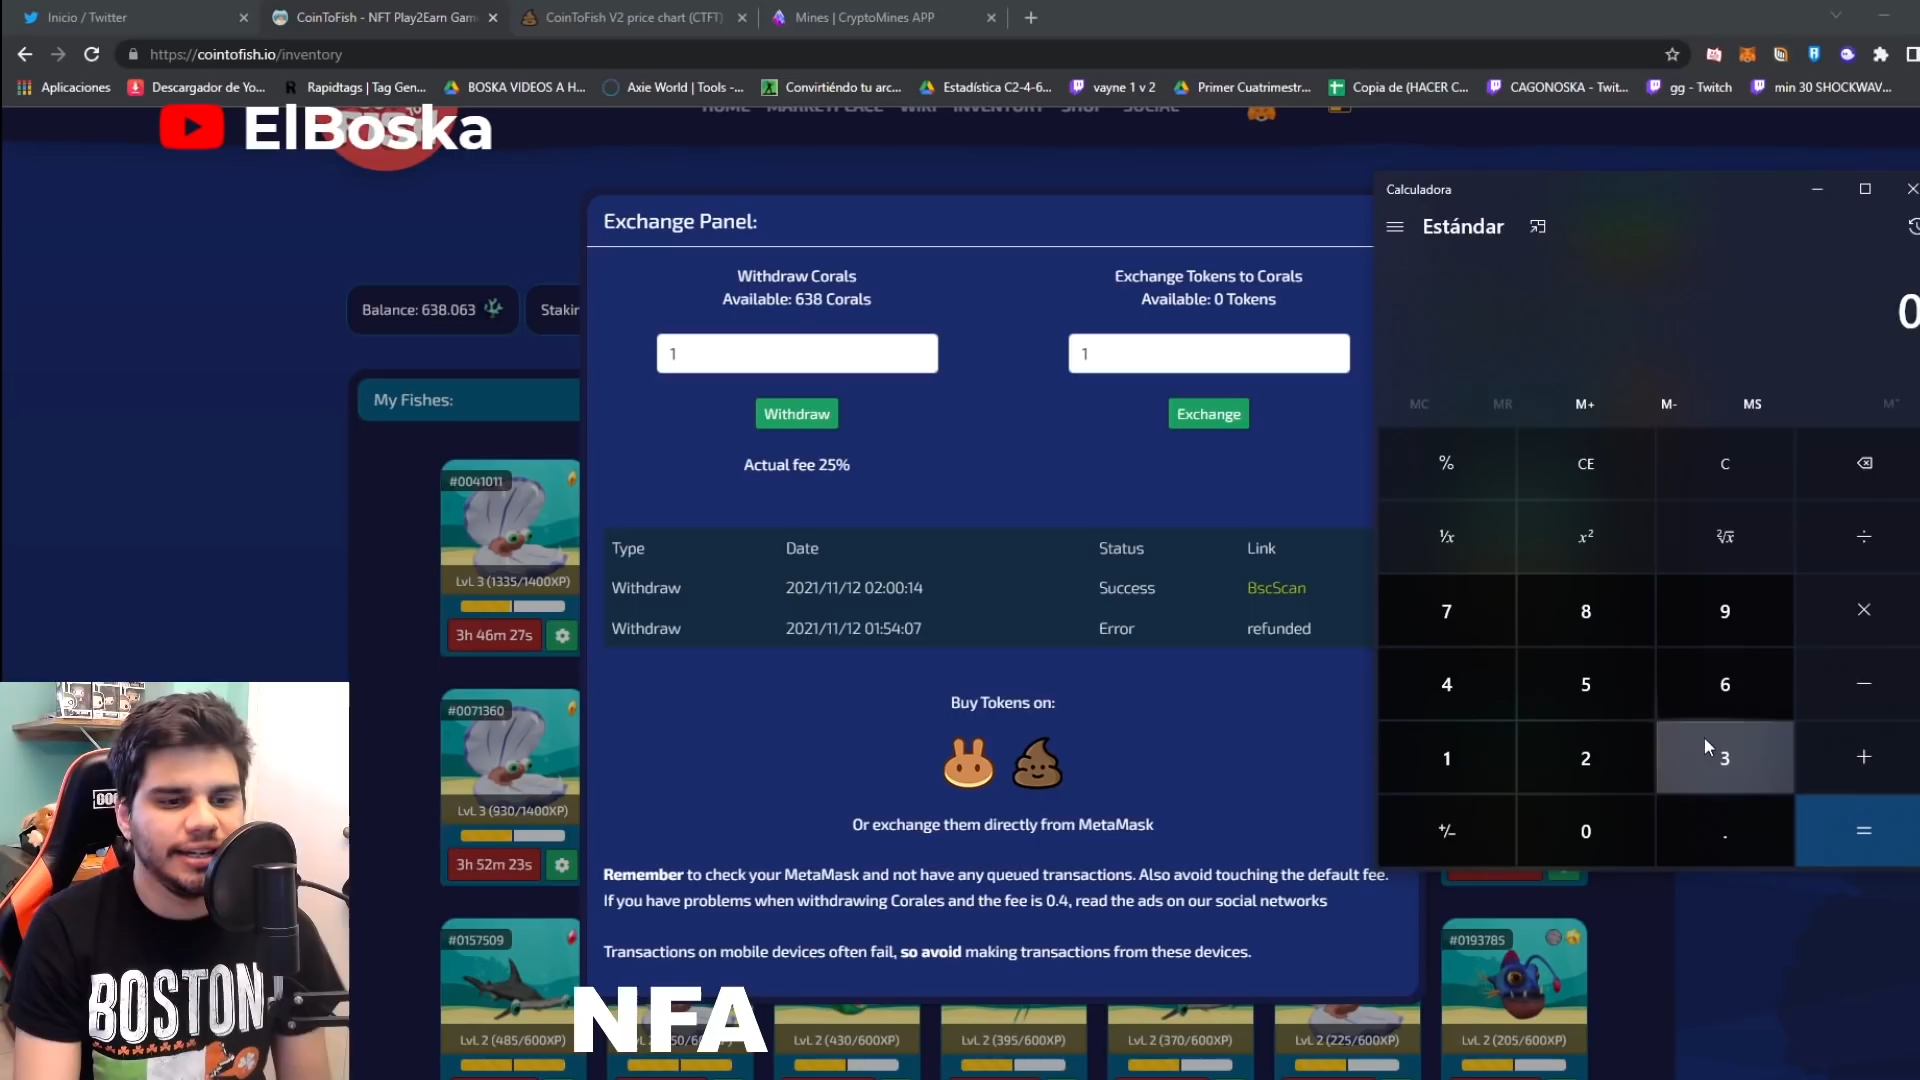 Inicio / Twitter
CoinToFish - NFT Play2Earn Gam
CoinToFish V2 price chart (CTFT)
Mines | CryptoMines APP
https://cointofish.io/inventory
Aplicaciones
Descargador de Yo...
Rapidtags | Tag Gen...
BOSKA VIDEOS A H...
Axie World | Tools -...
Convirtiéndo tu arc...
Estadística C2-4-6...
vayne 1 v 2
Primer Cuatrimestr...
Copia de (HACER C...
CAGONOSKA - Twit...
gg - Twitch
min 30 SHOCKWAV...
HOME MARKETPLACE WIKI INVENTORY SHOP SOCIAL
ElBoska
Balance: 638.063
Stakin
My Fishes:
Exchange Panel:
Withdraw Corals
Available: 638 Corals
1
Withdraw
Actual fee 25%
Exchange Tokens to Corals
Available: 0 Tokens
1
Exchange
Type Date Status Link
Withdraw 2021/11/12 02:00:14 Success BscScan
Withdraw 2021/11/12 01:54:07 Error refunded
Buy Tokens on:
Or exchange them directly from MetaMask
Remember to check your MetaMask and not have any queued transactions. Also avoid touching the default fee.
If you have problems when withdrawing Corales and the fee is 0.4, read the ads on our social networks
Transactions on mobile devices often fail, so avoid making transactions from these devices.
#0041011
LvL 3 (1335/1400XP)
3h 46m 27s
#0071360
LvL 3 (930/1400XP)
3h 52m 23s
#0157509
LvL 2 (485/600XP)
LvL 2 (430/600XP)
LvL 2 (395/600XP)
LvL 2 (370/600XP)
LvL 2 (225/600XP)
#0193785
LvL 2 (205/600XP)
NFA
BOSTON
Calculadora
Estándar
0
MC MR M+ M- MS M˅
% CE C
⅟x x² ²√x ÷
7 8 9 ×
4 5 6 −
1 2 3 +
+/− 0 . =